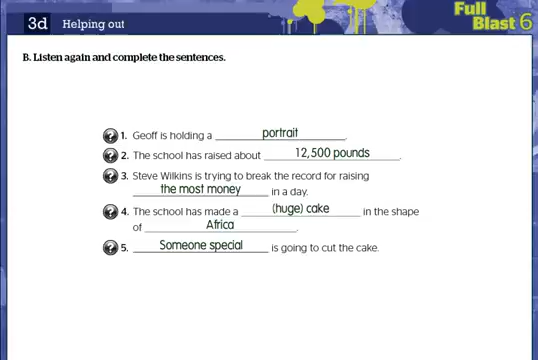 3d Helping out
Full
Blast 6
B. Listen again and complete the sentences.
1. Geoff is holding a portrait.
2. The school has raised about 12,500 pounds.
3. Steve Wilkins is trying to break the record for raising
the most money in a day.
4. The school has made a (huge) cake in the shape
of Africa.
5. Someone special is going to cut the cake.